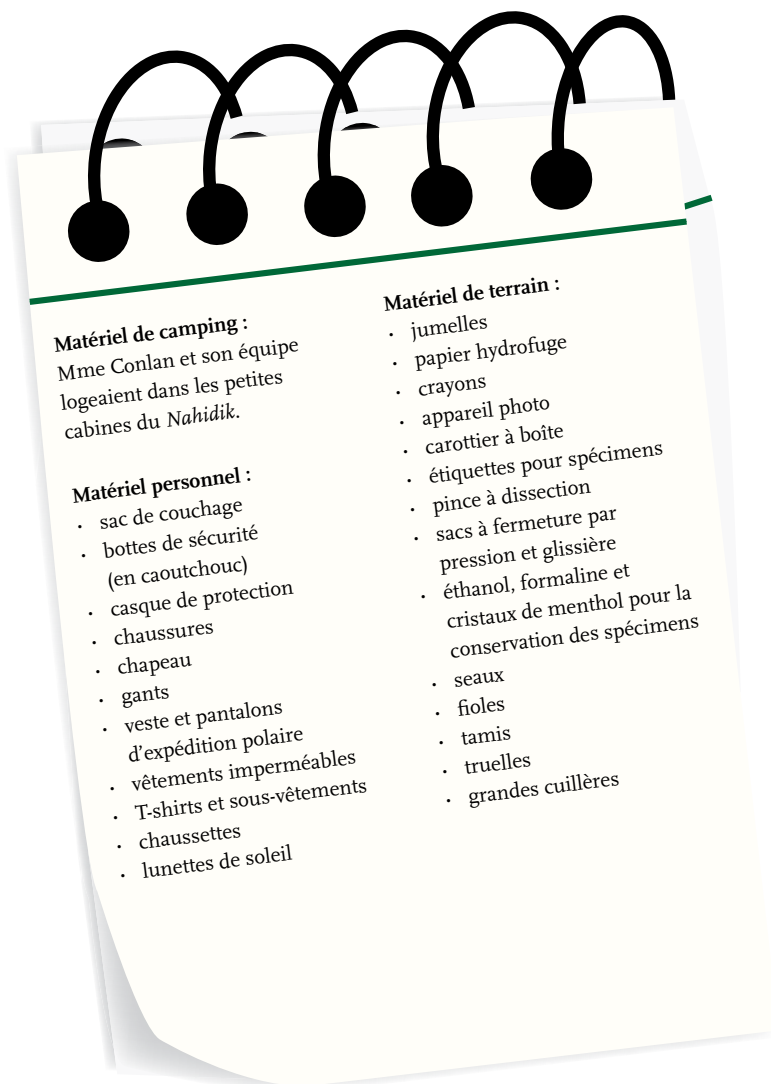 Matériel de camping :
Mme Conlan et son équipe
logeaient dans les petites
cabines du Nahidik.
Matériel personnel :
· sac de couchage
· bottes de sécurité
(en caoutchouc)
· casque de protection
· chaussures
· chapeau
· gants
· veste et pantalons
d'expédition polaire
· vêtements imperméables
· T-shirts et sous-vêtements
· chaussettes
· lunettes de soleil
Matériel de terrain :
· jumelles
· papier hydrofuge
· crayons
· appareil photo
· carottier à boîte
· étiquettes pour spécimens
· pince à dissection
· sacs à fermeture par
pression et glissière
· éthanol, formaline et
cristaux de menthol pour la
conservation des spécimens
· seaux
· fioles
· tamis
· truelles
· grandes cuillères